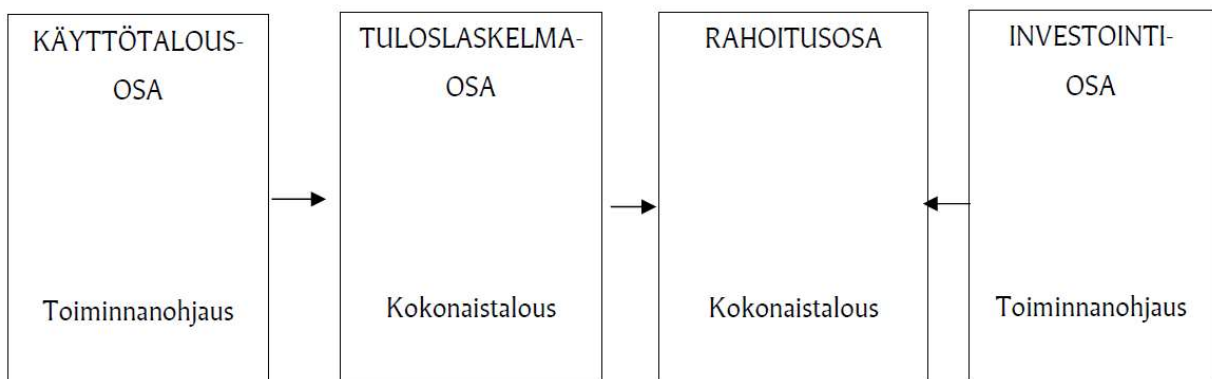 KÄYTTÖTALOUS-
OSA
Toiminnanohjaus
TULOSLASKELMA-
OSA
Kokonaistalous
RAHOITUSOSA
Kokonaistalous
INVESTOINTI-
OSA
Toiminnanohjaus